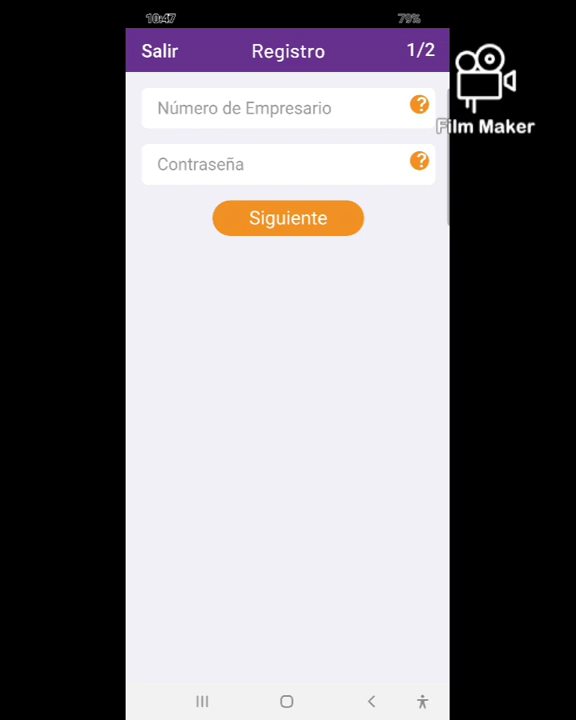 10:47 79%
Salir Registro 1/2
Número de Empresario ?
Contraseña ?
Siguiente
Film Maker